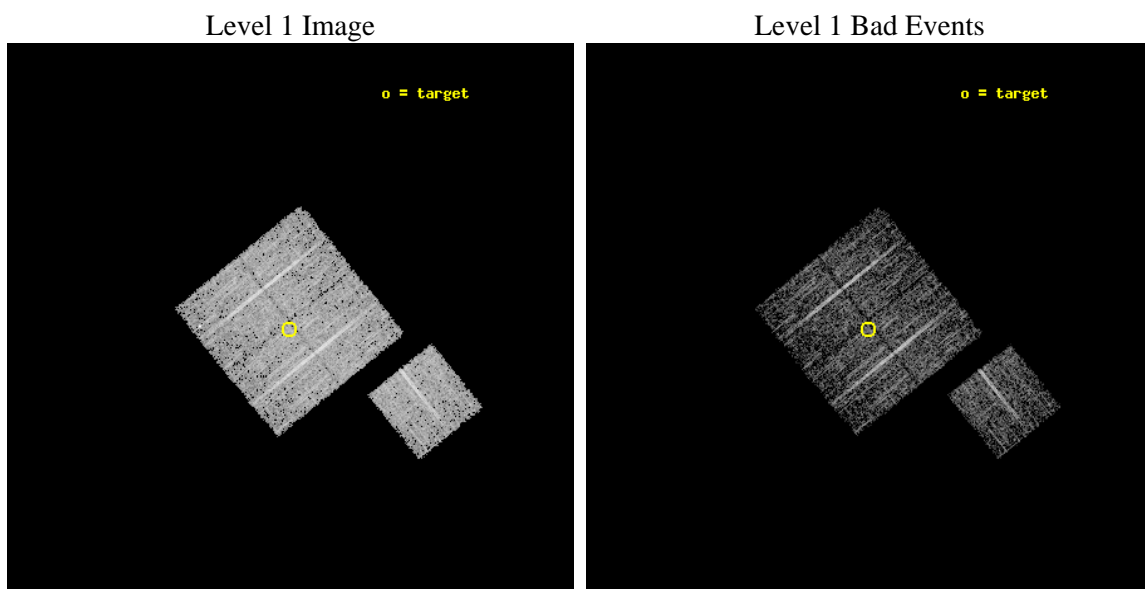 Level 1 Image
Level 1 Bad Events
o = target
o = target